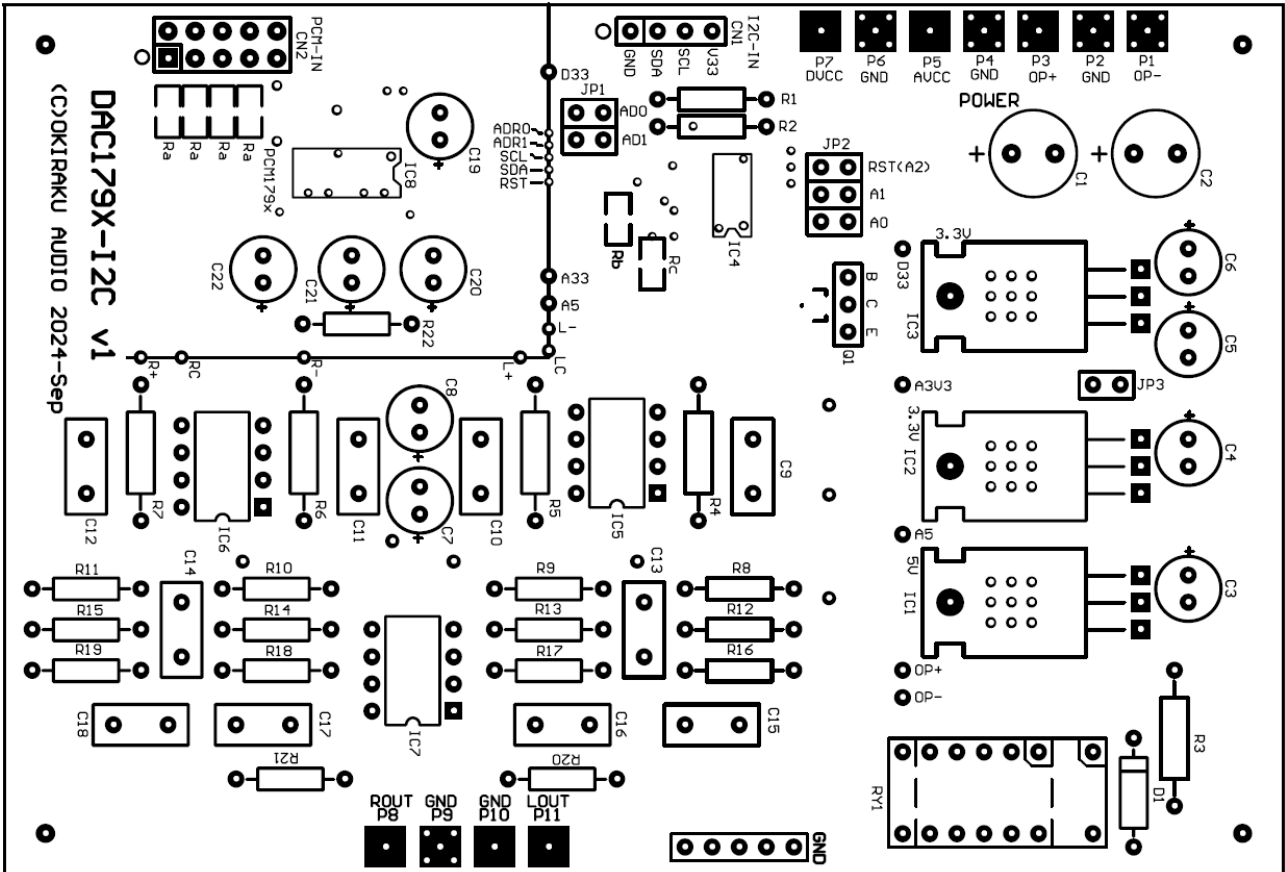 PCM-IN
CN2
I2C-IN
CN1
GND
SDA
SCL
V33
P7
DVCC
P6
GND
P5
AVCC
P4
GND
P3
OP+
P2
GND
P1
OP-
POWER
DAC179X-I2C v1
(C)OKIRAKU AUDIO 2024-Sep
Ra
Ra
Ra
Ra
PCM179x
IC8
C19
D33
JP1
AD0
AD1
ADR0
ADR1
SCL
SDA
RST
R1
R2
JP2
RST(A2)
A1
A0
C1
C2
Rb
Rc
IC4
C22
C21
C20
R22
A33
A5
L-
LC
L+
R-
RC
R+
B
C
E
Q1
D33
3.3V
IC3
C6
C5
A3V3
JP3
3.3V
IC2
C4
A5
5V
IC1
C3
OP+
OP-
C12
R7
IC6
R6
C11
C8
C7
C10
R5
IC5
R4
C9
R11
R15
R19
C14
R10
R14
R18
R9
R13
R17
C13
R8
R12
R16
C18
C17
IC7
C16
C15
R21
R20
ROUT
P8
GND
P9
GND
P10
LOUT
P11
GND
RY1
D1
R3